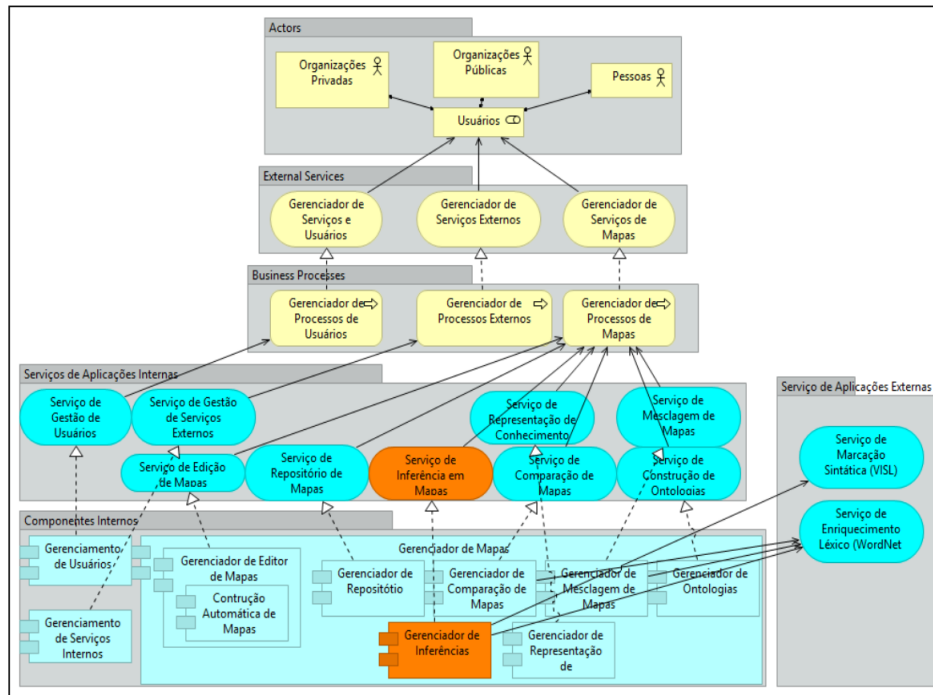 Actors
Organizações
Privadas
Organizações
Públicas
Pessoas
Usuários
External Services
Gerenciador de
Serviços e
Usuários
Gerenciador de
Serviços Externos
Gerenciador de
Serviços de
Mapas
Business Processes
Gerenciador de
Processos de
Usuários
Gerenciador de
Processos Externos
Gerenciador de
Processos de
Mapas
Serviços de Aplicações Internas
Serviço de
Gestão de
Usuários
Serviço de Gestão
de Serviços
Externos
Serviço de
Representação de
Conhecimento
Serviço de
Mesclagem de
Mapas
Serviço de Edição
de Mapas
Serviço de
Repositório de
Mapas
Serviço de
Inferência em
Mapas
Serviço de
Comparação de
Mapas
Serviço de
Construção de
Ontologias
Serviço de Aplicações Externas
Serviço de
Marcação
Sintática (VISL)
Serviço de
Enriquecimento
Léxico (WordNet
Componentes Internos
Gerenciamento
de Usuários
Gerenciamento
de Serviços
Internos
Gerenciador de Mapas
Gerenciador de Editor
de Mapas
Contrução
Automática de
Mapas
Gerenciador de
Repositótio
Gerenciador de
Comparação de
Mapas
Gerenciador de
Mesclagem de
Mapas
Gerenciador de
Ontologias
Gerenciador de
Inferências
Gerenciador de
Representação
de